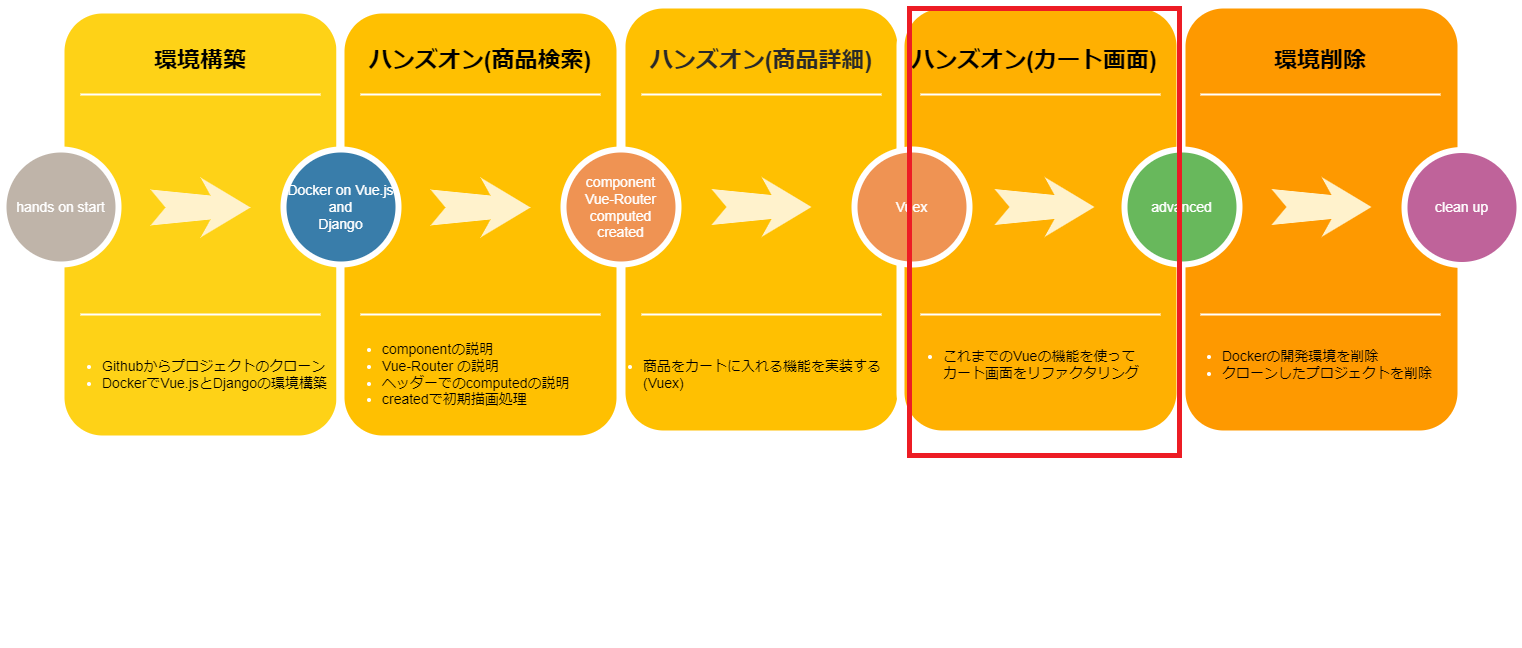 環境構築
ハンズオン(商品検索)
ハンズオン(商品詳細)
ハンズオン(カート画面)
環境削除
hands on start
Docker on Vue.js
and
Django
component
Vue-Router
computed
created
Vuex
advanced
clean up
Githubからプロジェクトのクローン
DockerでVue.jsとDjangoの環境構築
componentの説明
Vue-Router の説明
ヘッダーでのcomputedの説明
createdで初期描画処理
商品をカートに入れる機能を実装する
(Vuex)
これまでのVueの機能を使って
カート画面をリファクタリング
Dockerの開発環境を削除
クローンしたプロジェクトを削除